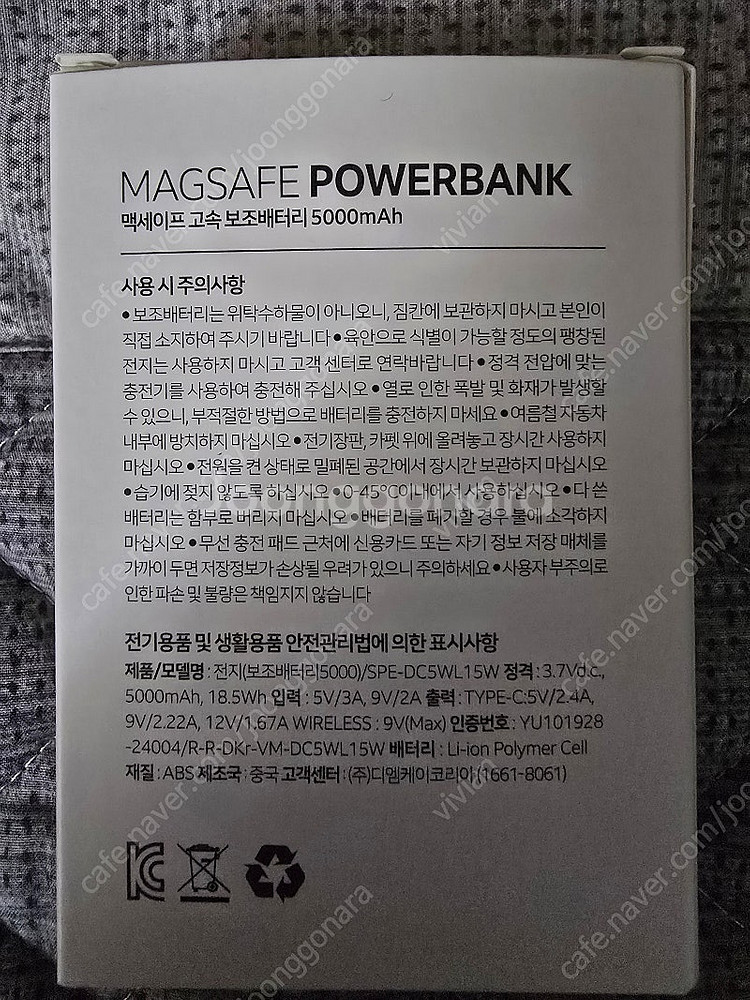 MAGSAFE POWERBANK
맥세이프 고속 보조배터리 5000mAh
사용 시 주의사항
• 보조배터리는 위탁수하물이 아니오니, 짐칸에 보관하지 마시고 본인이
직접 소지하여 주시기 바랍니다 • 육안으로 식별이 가능할 정도의 팽창된
전지는 사용하지 마시고 고객 센터로 연락바랍니다 • 정격 전압에 맞는
충전기를 사용하여 충전해 주십시오 • 열로 인한 폭발 및 화재가 발생할
수 있으니, 부적절한 방법으로 배터리를 충전하지 마세요 • 여름철 자동차
내부에 방치하지 마십시오 • 전기장판, 카펫 위에 올려놓고 장시간 사용하지
마십시오 • 전원을 켠 상태로 밀폐된 공간에서 장시간 보관하지 마십시오
• 습기에 젖지 않도록 하십시오 • 0-45°C이내에서 사용하십시오 • 다 쓴
배터리는 함부로 버리지 마십시오 • 배터리를 폐기할 경우 불에 소각하지
마십시오 • 무선 충전 패드 근처에 신용카드 또는 자기 정보 저장 매체를
가까이 두면 저장정보가 손상될 우려가 있으니 주의하세요 • 사용자 부주의로
인한 파손 및 불량은 책임지지 않습니다
전기용품 및 생활용품 안전관리법에 의한 표시사항
제품/모델명 : 전지(보조배터리5000)/SPE-DC5WL15W 정격 : 3.7Vd.c.,
5000mAh, 18.5Wh 입력 : 5V/3A, 9V/2A 출력 : TYPE-C:5V/2.4A,
9V/2.22A, 12V/1.67A WIRELESS : 9V(Max) 인증번호 : YU101928
-24004/R-R-DKr-VM-DC5WL15W 배터리 : Li-ion Polymer Cell
재질 : ABS 제조국 : 중국 고객센터 : (주)디엠케이코리아 (1661-8061)
cafe.naver.com/joonggonara
vivian
joonggonara